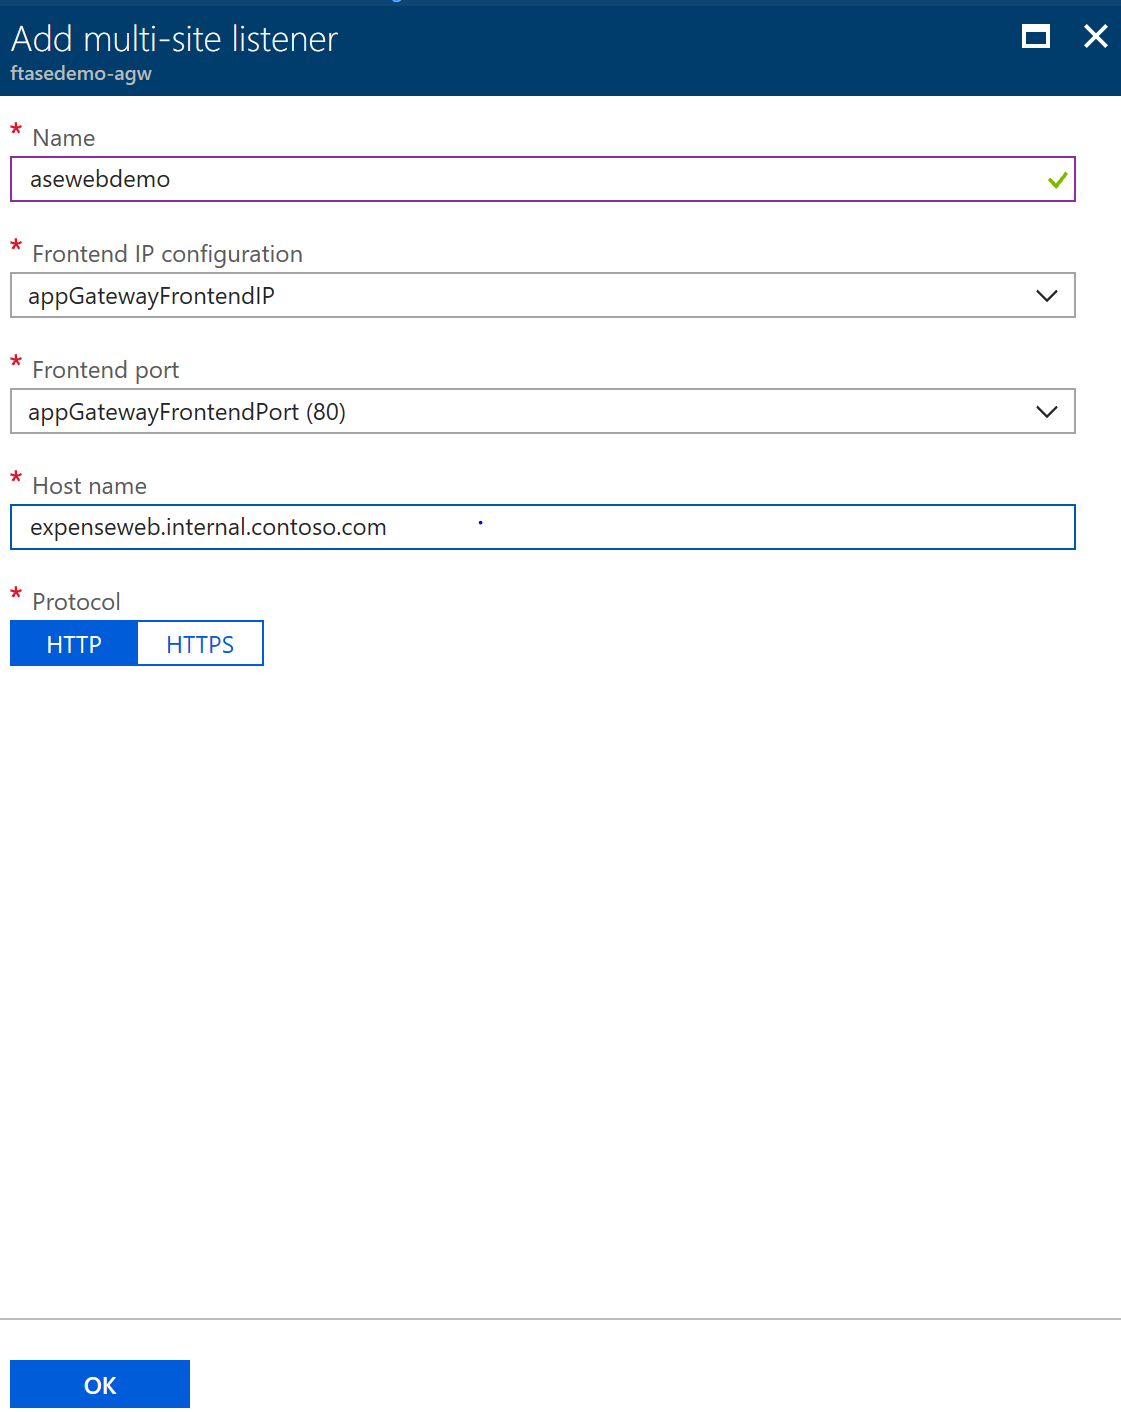 Add multi-site listener
ftasedemo-agw
* Name
asewebdemo
* Frontend IP configuration
appGatewayFrontendIP
* Frontend port
appGatewayFrontendPort (80)
* Host name
expenseweb.internal.contoso.com
* Protocol
HTTP HTTPS
OK